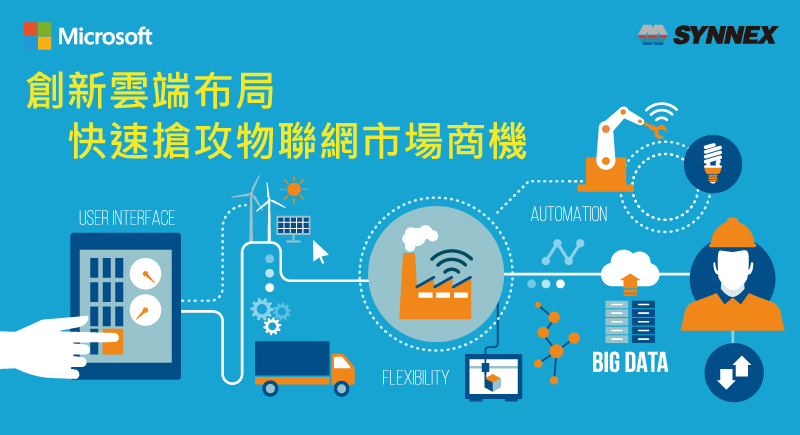 Microsoft
SYNNEX
創新雲端布局
快速搶攻物聯網市場商機
USER INTERFACE
AUTOMATION
BIG DATA
FLEXIBILITY